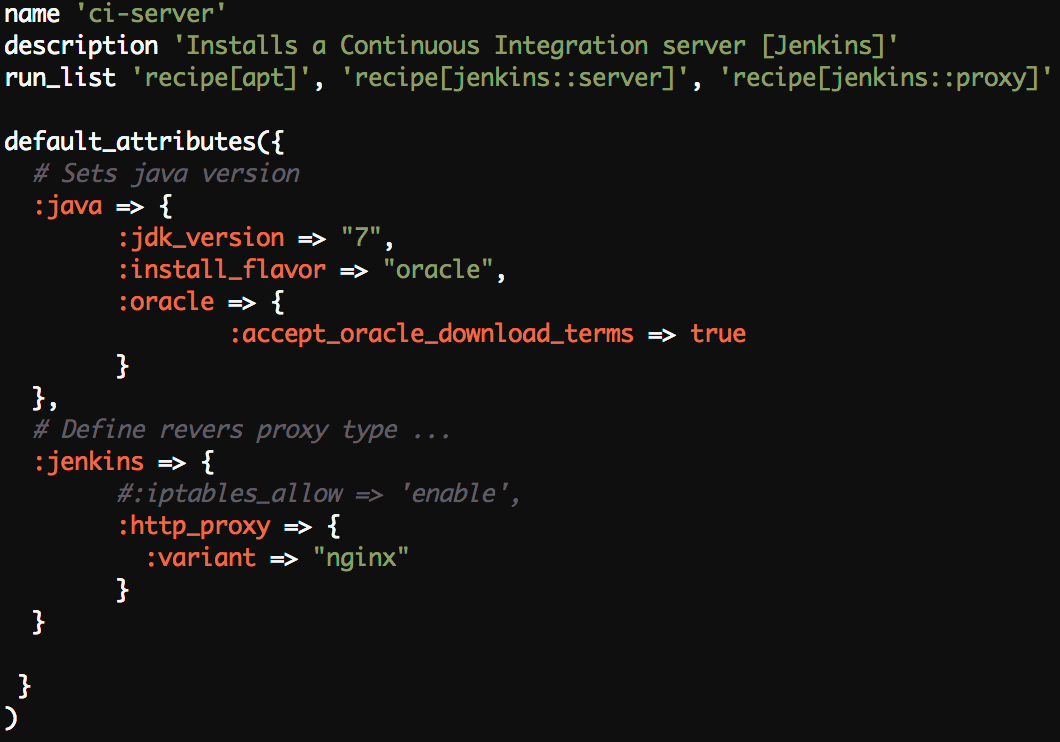 name 'ci-server'
description 'Installs a Continuous Integration server [Jenkins]'
run_list 'recipe[apt]', 'recipe[jenkins::server]', 'recipe[jenkins::proxy]'

default_attributes({
  # Sets java version
  :java => {
        :jdk_version => "7",
        :install_flavor => "oracle",
        :oracle => {
                :accept_oracle_download_terms => true
        }
  },
  # Define revers proxy type ...
  :jenkins => {
        #:iptables_allow => 'enable',
        :http_proxy => {
          :variant => "nginx"
        }
  }

 }
)